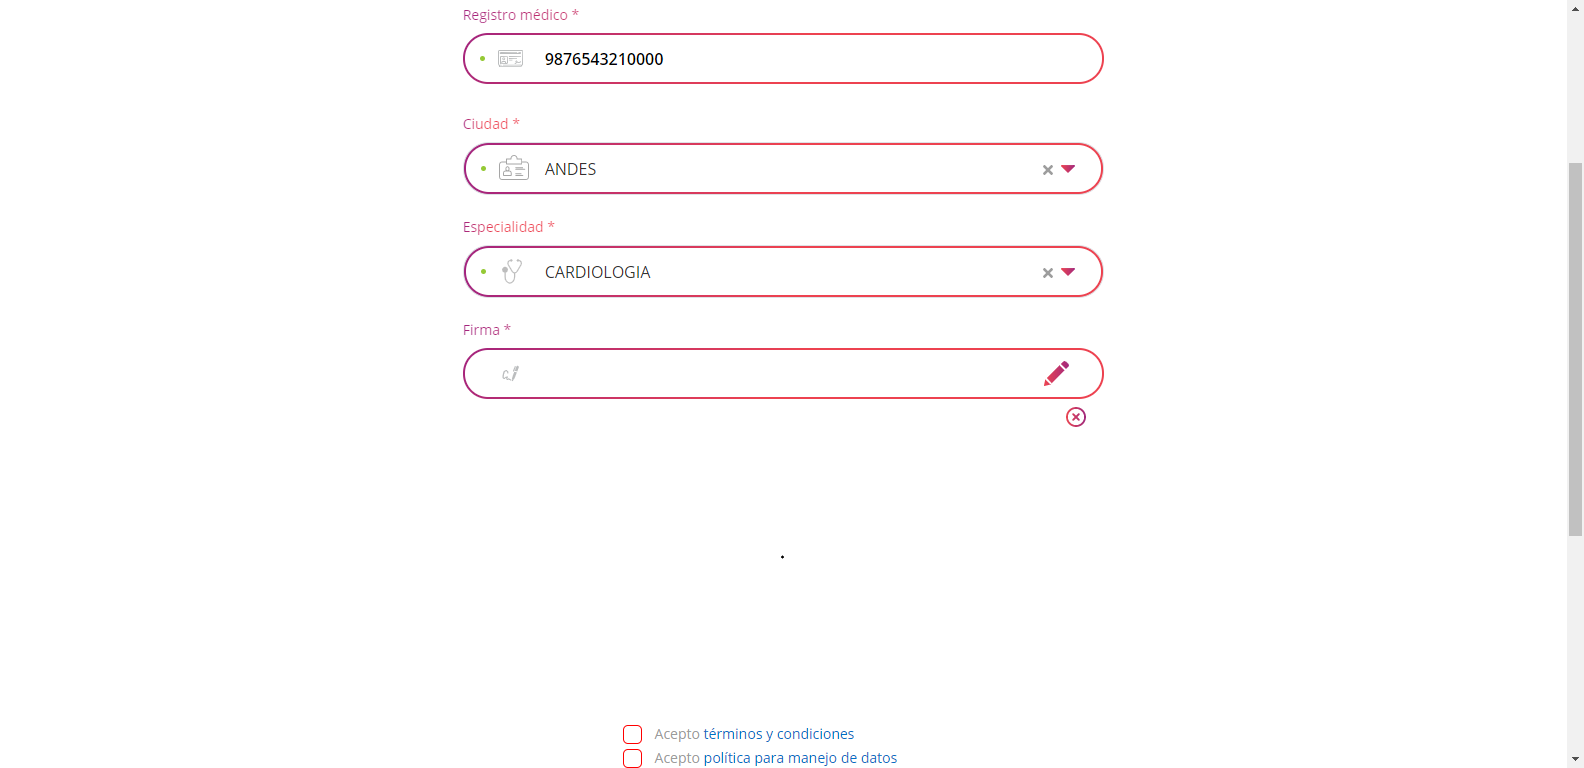 Registro médico *
9876543210000
Ciudad *
ANDES
Especialidad *
CARDIOLOGIA
Firma *
Acepto términos y condiciones
Acepto política para manejo de datos